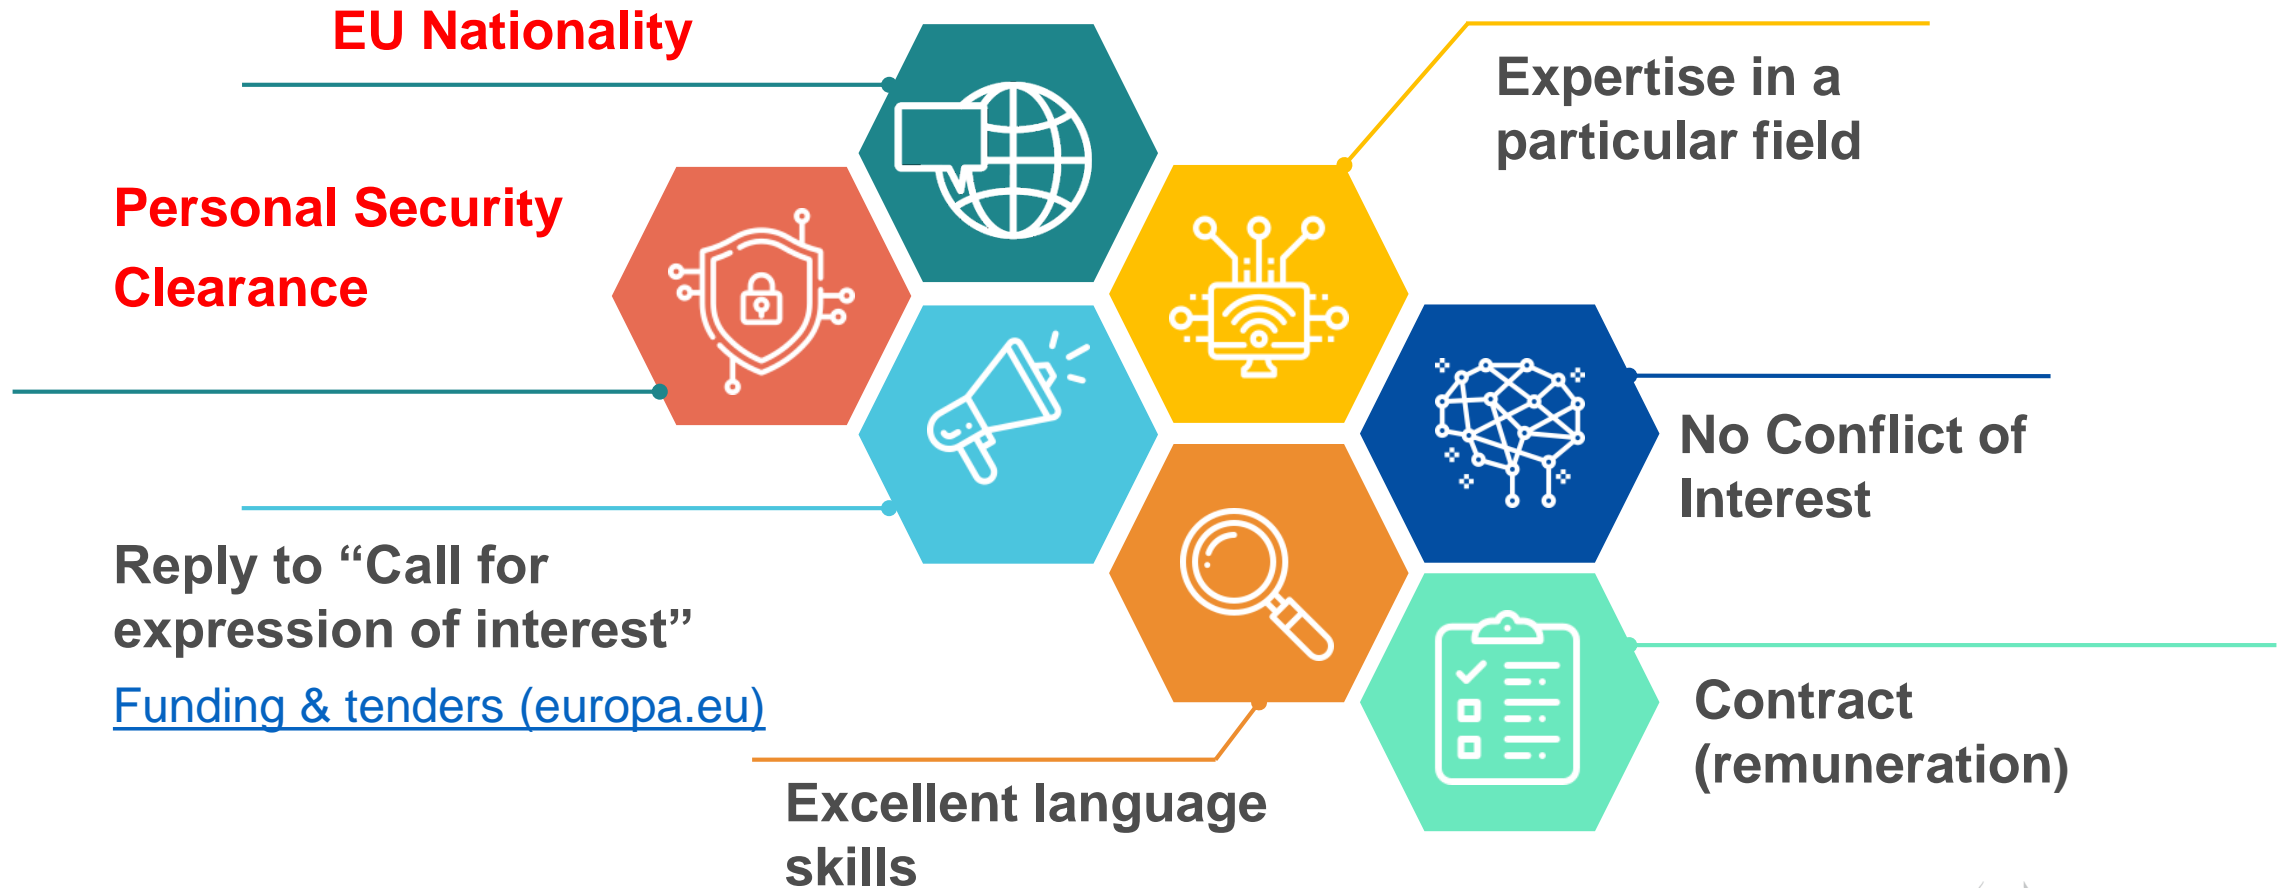 EU Nationality
Expertise in a
particular field
Personal Security
Clearance
No Conflict of
Interest
Reply to “Call for
expression of interest”
Funding & tenders (europa.eu)
Contract
(remuneration)
Excellent language
skills